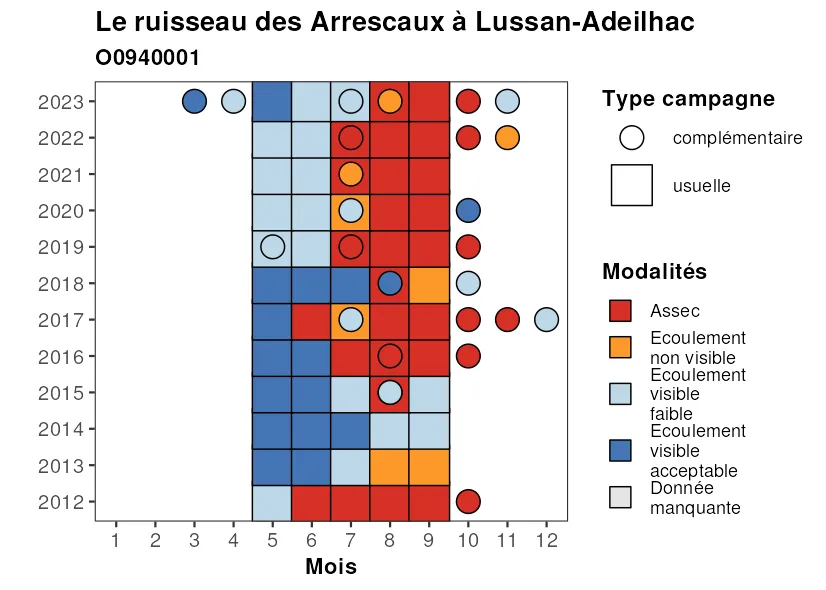 Le ruisseau des Arrescaux à Lussan-Adeilhac
O0940001
2023
2022
2021
2020
2019
2018
2017
2016
2015
2014
2013
2012
1 2 3 4 5 6 7 8 9 10 11 12
Mois
Type campagne
complémentaire
usuelle
Modalités
Assec
Ecoulement
non visible
Ecoulement
visible
faible
Ecoulement
visible
acceptable
Donnée
manquante